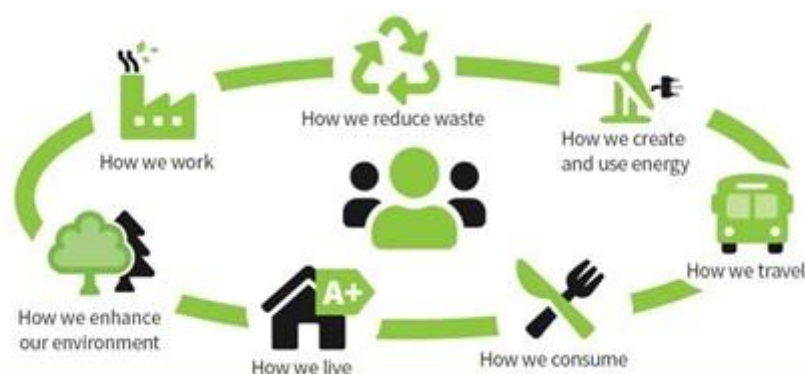 How we reduce waste
How we create
and use energy
How we travel
How we consume
A+
How we live
How we enhance
our environment
How we work